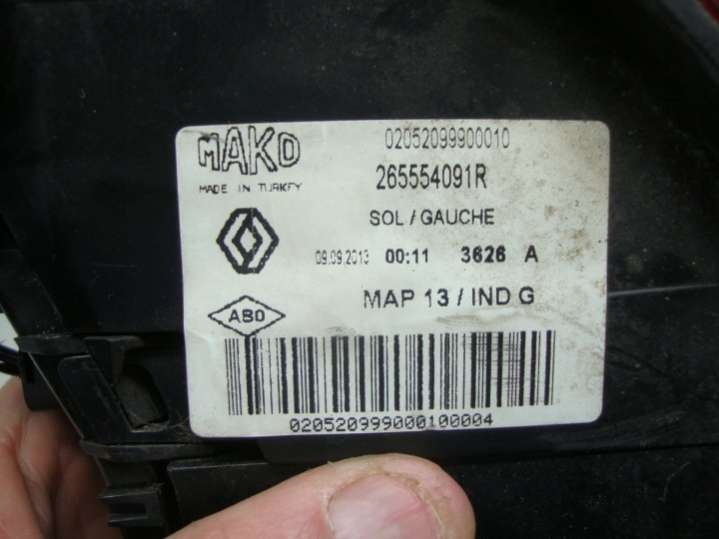 MAKO
MADE IN TURKEY
02052099900010
265554091R
SOL / GAUCHE
09.09.2013 00:11 3626 A
MAP 13 / IND G
ABO
020520999000100004